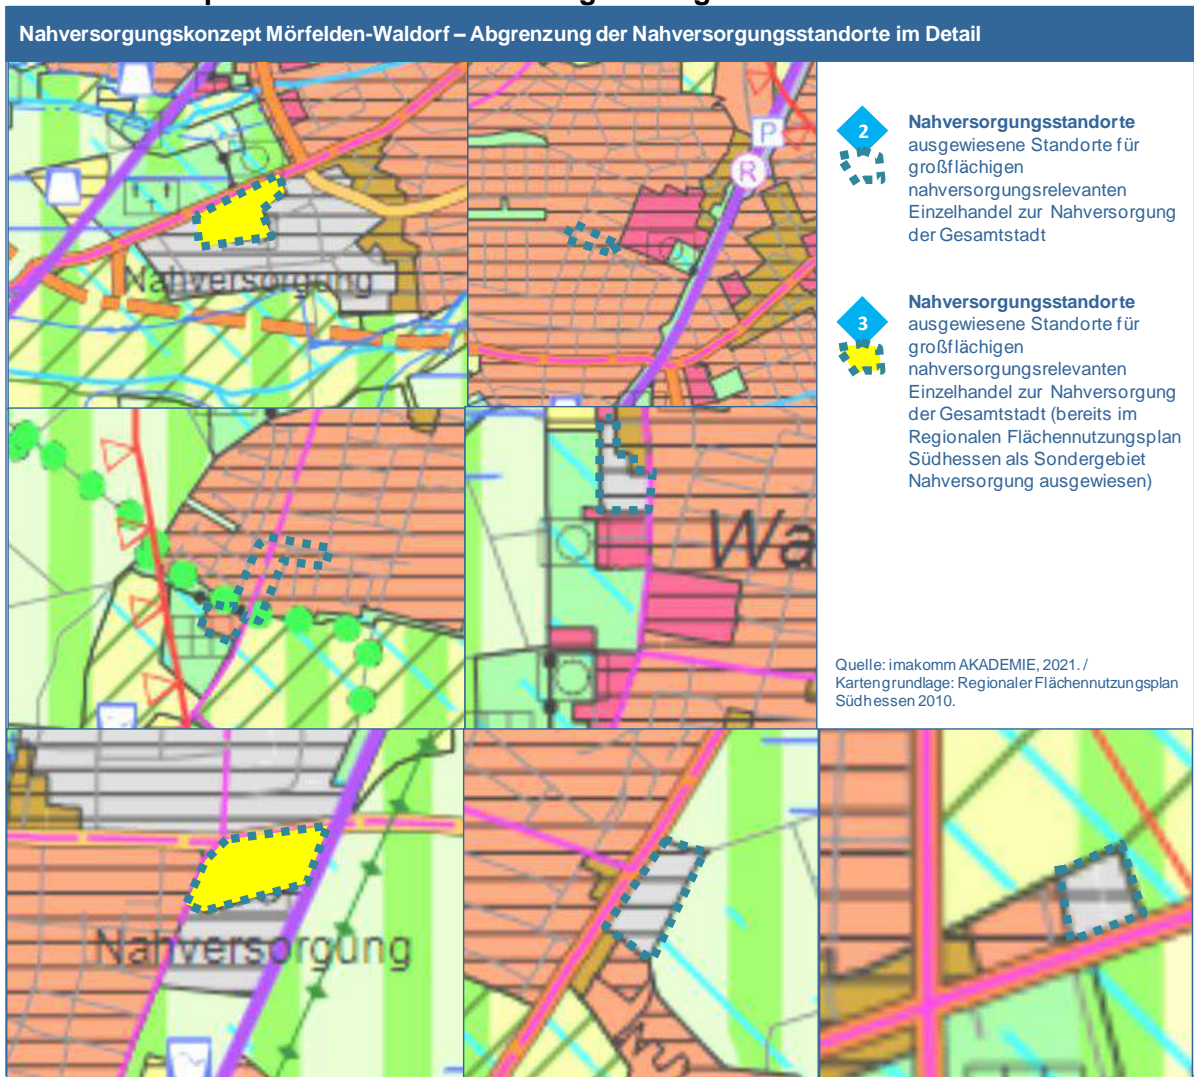 Nahversorgungskonzept Mörfelden-Waldorf – Abgrenzung der Nahversorgungsstandorte im Detail
Nahversorgung
P
R
2
Nahversorgungsstandorte
ausgewiesene Standorte für
großflächigen
nahversorgungsrelevanten
Einzelhandel zur Nahversorgung
der Gesamtstadt
3
Nahversorgungsstandorte
ausgewiesene Standorte für
großflächigen
nahversorgungsrelevanten
Einzelhandel zur Nahversorgung
der Gesamtstadt (bereits im
Regionalen Flächennutzungsplan
Südhessen als Sondergebiet
Nahversorgung ausgewiesen)
Wa
Quelle: imakomm AKADEMIE, 2021. /
Kartengrundlage: Regionaler Flächennutzungsplan
Südhessen 2010.
Nahversorgung